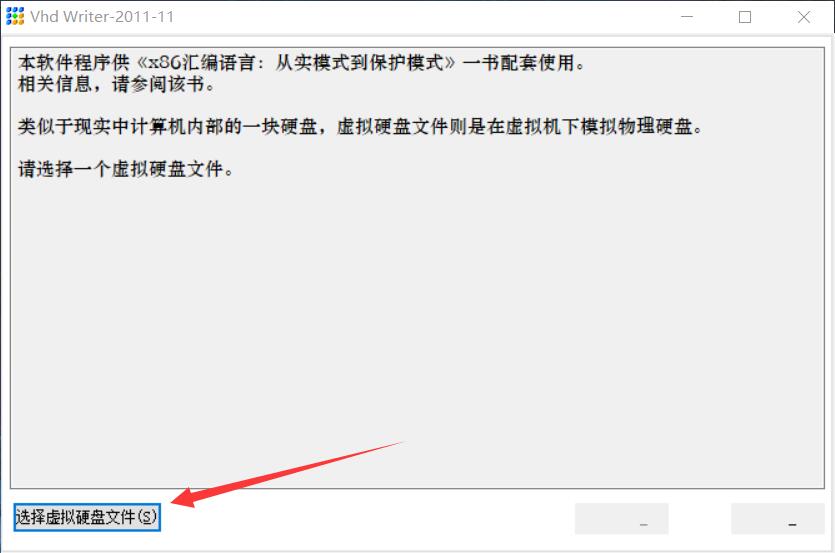 Vhd Writer-2011-11
本软件程序供《x86汇编语言：从实模式到保护模式》一书配套使用。
相关信息，请参阅该书。
类似于现实中计算机内部的一块硬盘，虚拟硬盘文件则是在虚拟机下模拟物理硬盘。
请选择一个虚拟硬盘文件。
选择虚拟硬盘文件(S)